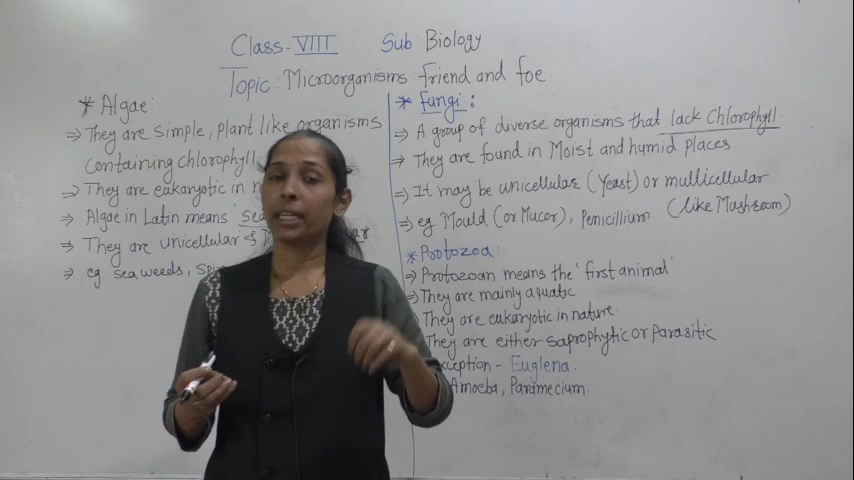 Class-VIII Sub Biology
Topic: Microorganisms friend and foe
* Algae:
⇒ They are simple, plant like organisms
containing chlorophyll
⇒ They are eukaryotic in
⇒ Algae in Latin means
⇒ They are unicellular &
⇒ eg seaweeds,
* Fungi:
⇒ A group of diverse organisms that lack Chlorophyll
⇒ They are found in Moist and humid places.
⇒ It may be unicellular (Yeast) or multicellular
(like Mushroom)
⇒ eg Mould (or Mucor), Penicillium
* Protozoa:
⇒ Protozoan means the 'first animal'
⇒ They are mainly aquatic
They are eukaryotic in nature.
They are either saprophytic or parasitic
- Euglena.
Amoeba, Paramecium.